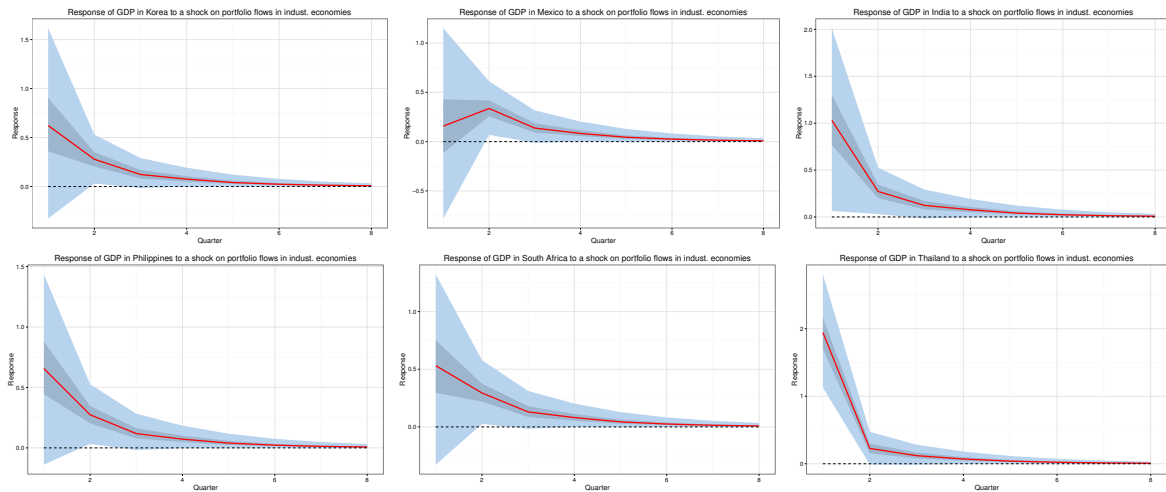 Response of GDP in Korea to a shock on portfolio flows in indust. economies
1.5
1.0
0.5
0.0
Response
2
4
6
8
Quarter
Response of GDP in Mexico to a shock on portfolio flows in indust. economies
1.0
0.5
0.0
−0.5
Response
2
4
6
8
Quarter
Response of GDP in India to a shock on portfolio flows in indust. economies
2.0
1.5
1.0
0.5
0.0
Response
2
4
6
8
Quarter
Response of GDP in Philippines to a shock on portfolio flows in indust. economies
1.5
1.0
0.5
0.0
Response
2
4
6
8
Quarter
Response of GDP in South Africa to a shock on portfolio flows in indust. economies
1.0
0.5
0.0
Response
2
4
6
8
Quarter
Response of GDP in Thailand to a shock on portfolio flows in indust. economies
2
1
0
Response
2
4
6
8
Quarter